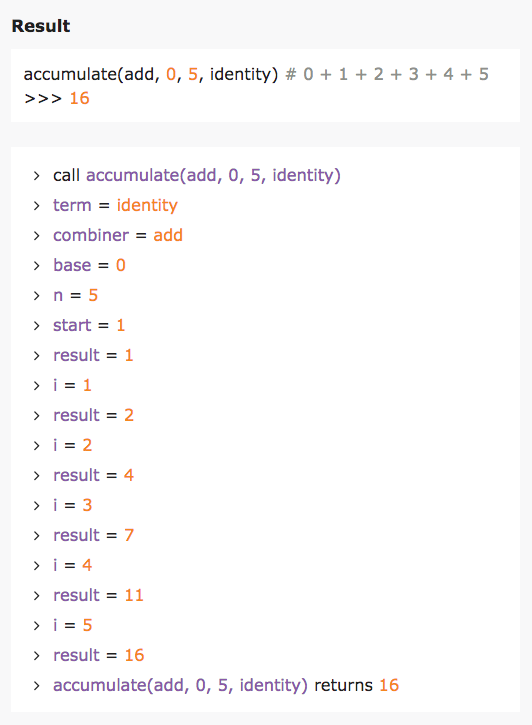 Result
accumulate(add, 0, 5, identity) # 0 + 1 + 2 + 3 + 4 + 5
>>> 16
> call accumulate(add, 0, 5, identity)
> term = identity
> combiner = add
> base = 0
> n = 5
> start = 1
> result = 1
> i = 1
> result = 2
> i = 2
> result = 4
> i = 3
> result = 7
> i = 4
> result = 11
> i = 5
> result = 16
> accumulate(add, 0, 5, identity) returns 16